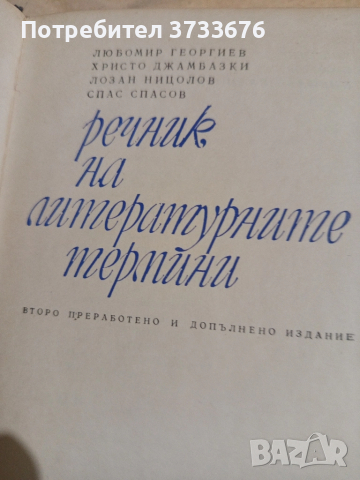 Потребител 3733676
ЛЮБОМИР ГЕОРГИЕВ
ХРИСТО ДЖАМБАЗКИ
ЛОЗАН НИЦОЛОВ
СПАС СПАСОВ
речник
на
литературните
термини
ВТОРО ПРЕРАБОТЕНО И ДОПЪЛНЕНО ИЗДАНИЕ
BAZAR